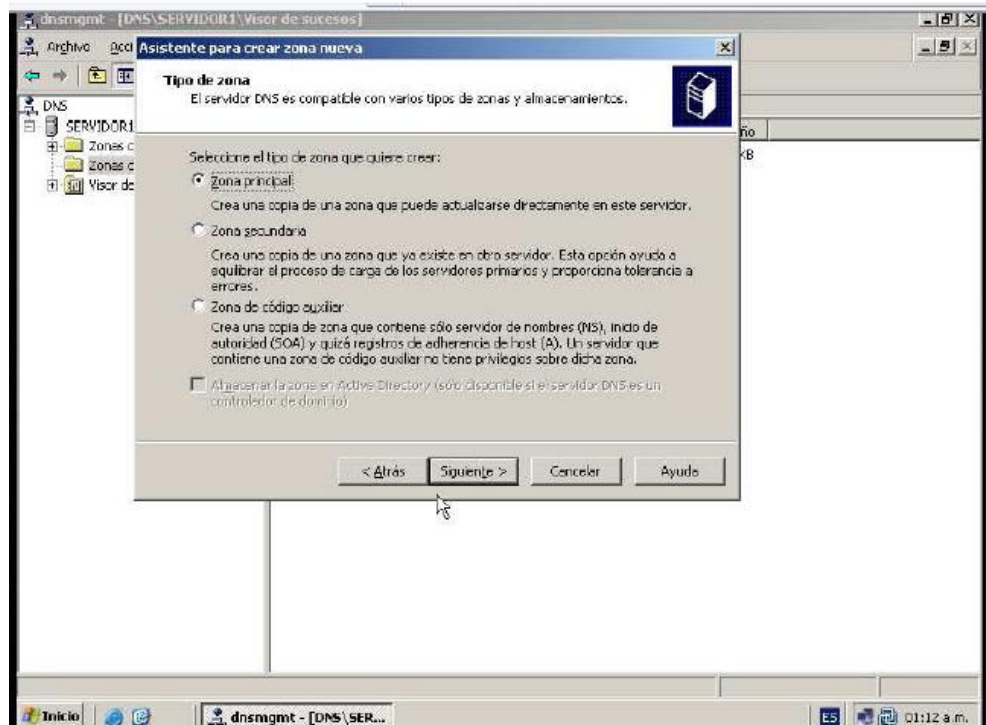 dnsmgmt - [DNS\SERVIDOR1\Visor de sucesos]
Archivo Acci
Asistente para crear zona nueva
Tipo de zona
El servidor DNS es compatible con varios tipos de zonas y almacenamientos.
DNS
SERVIDOR1
Zonas c
Zonas c
Visor de
ño
KB
Seleccione el tipo de zona que quiere crear:
Zona principal
Crea una copia de una zona que puede actualizarse directamente en este servidor.
Zona secundaria
Crea una copia de una zona que ya existe en otro servidor. Esta opción ayuda a
equilibrar el proceso de carga de los servidores primarios y proporciona tolerancia a
errores.
Zona de código auxiliar
Crea una copia de zona que contiene sólo servidor de nombres (NS), inicio de
autoridad (SOA) y quizá registros de adherencia de host (A). Un servidor que
contiene una zona de código auxiliar no tiene privilegios sobre dicha zona.
Almacenar la zona en Active Directory (sólo disponible si el servidor DNS es un
controlador de dominio)
< Atrás
Siguiente >
Cancelar
Ayuda
Inicio
dnsmgmt - [DNS\SER...
ES
01:12 a.m.